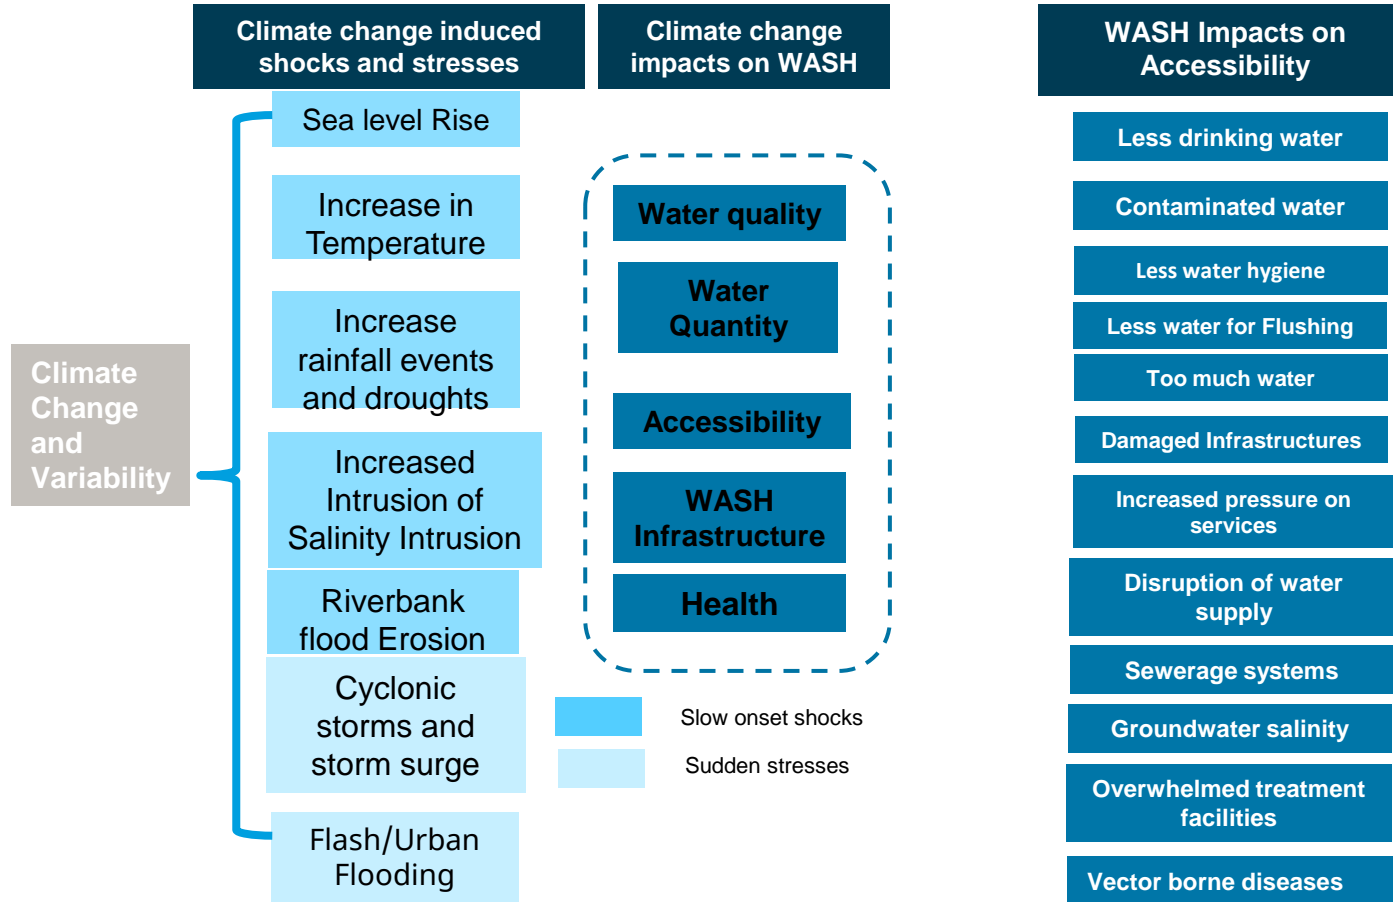 Climate change induced
shocks and stresses
Climate change
impacts on WASH
WASH Impacts on
Accessibility
Climate
Change
and
Variability
Sea level Rise
Increase in
Temperature
Increase
rainfall events
and droughts
Increased
Intrusion of
Salinity Intrusion
Riverbank
flood Erosion
Cyclonic
storms and
storm surge
Flash/Urban
Flooding
Water quality
Water
Quantity
Accessibility
WASH
Infrastructure
Health
Slow onset shocks
Sudden stresses
Less drinking water
Contaminated water
Less water hygiene
Less water for Flushing
Too much water
Damaged Infrastructures
Increased pressure on
services
Disruption of water
supply
Sewerage systems
Groundwater salinity
Overwhelmed treatment
facilities
Vector borne diseases